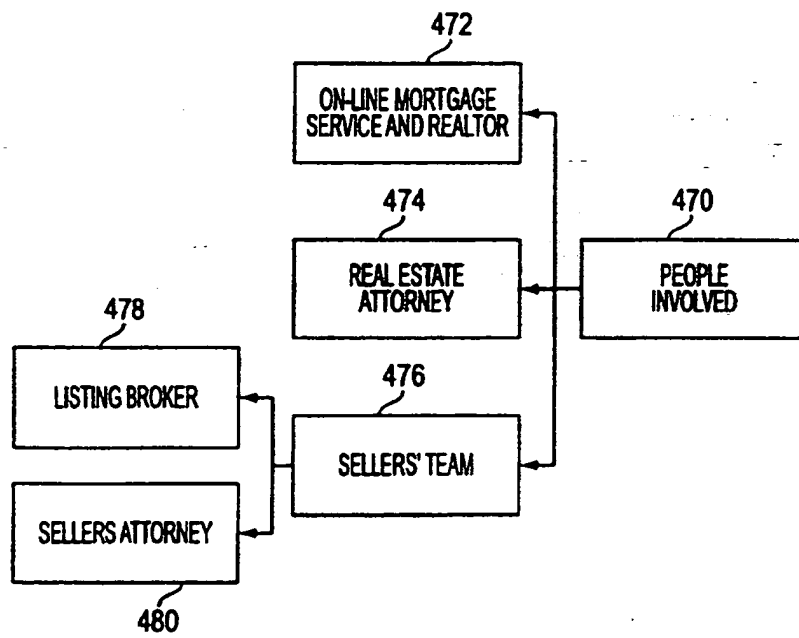 472
ON-LINE MORTGAGE
SERVICE AND REALTOR
474
REAL ESTATE
ATTORNEY
470
PEOPLE
INVOLVED
478
LISTING BROKER
476
SELLERS' TEAM
SELLERS ATTORNEY
480